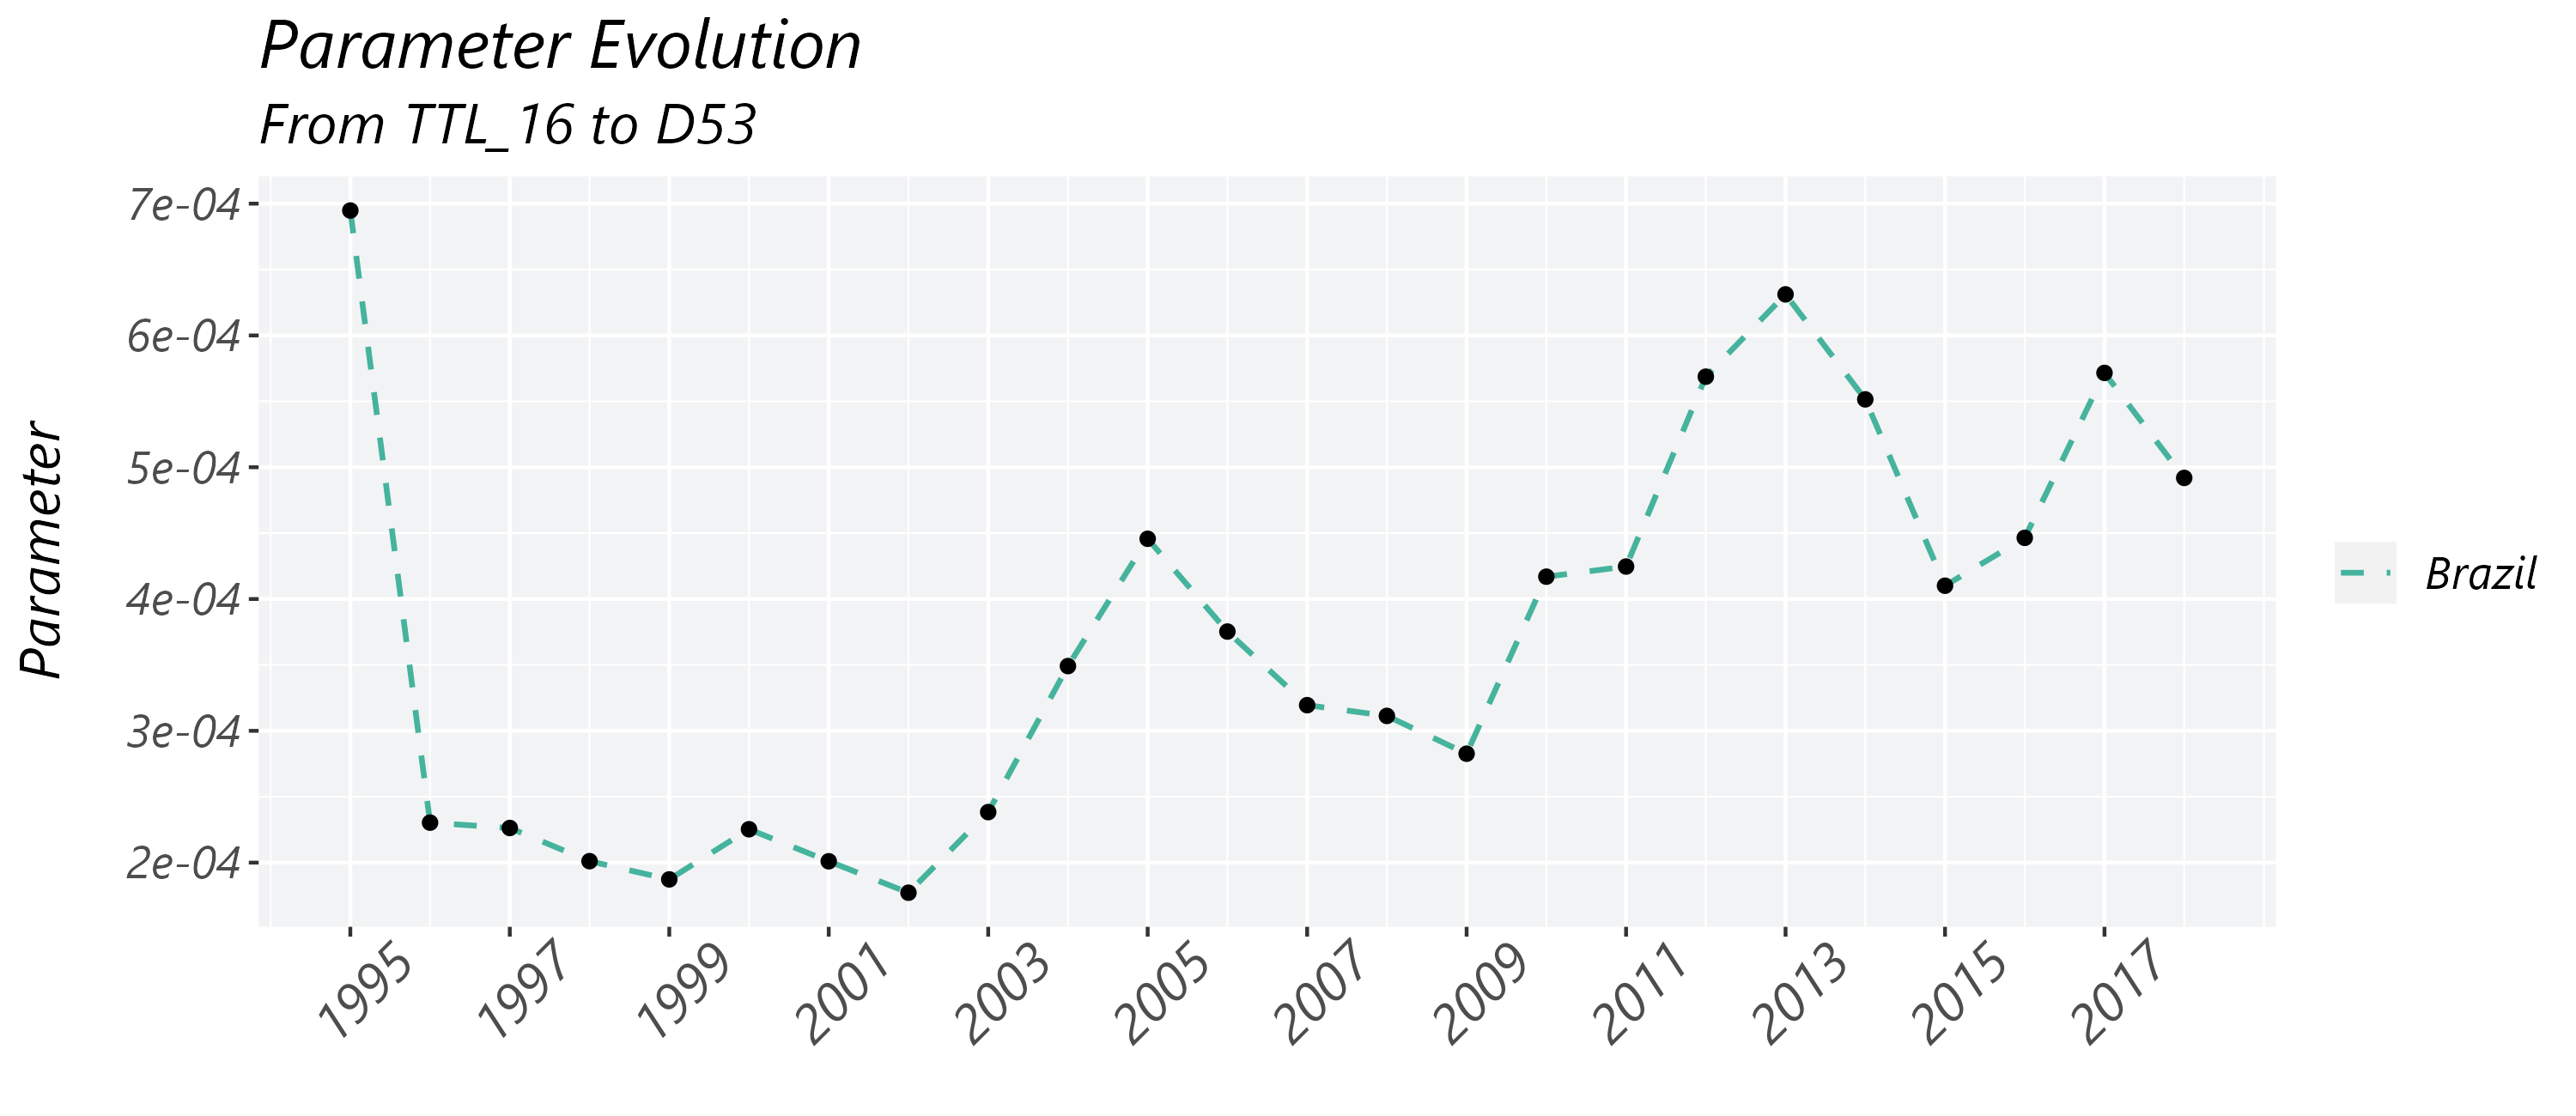 Parameter Evolution
From TTL_16 to D53
Parameter
7e-04
6e-04
5e-04
4e-04
3e-04
2e-04
1995
1997
1999
2001
2003
2005
2007
2009
2011
2013
2015
2017
Brazil